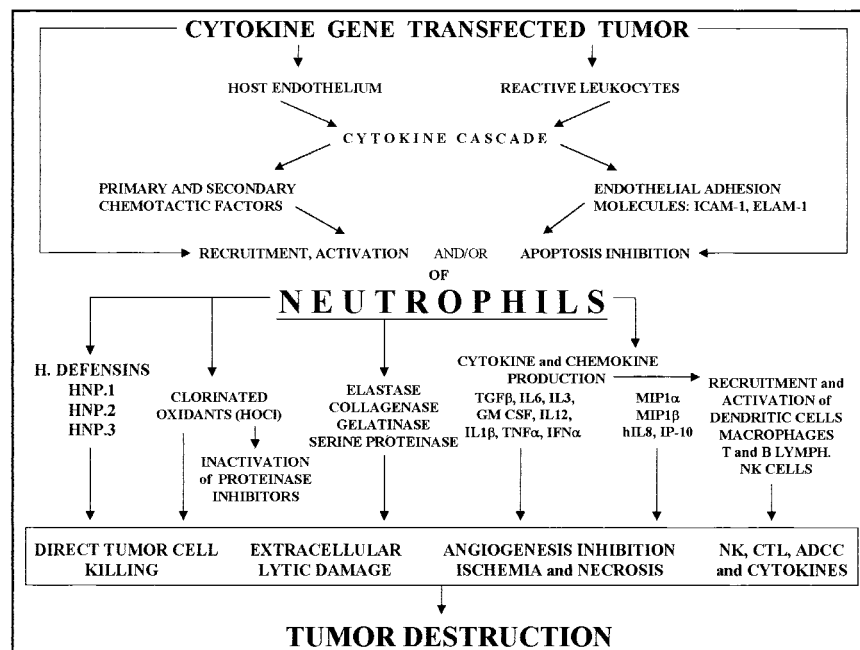 CYTOKINE GENE TRANSFECTED TUMOR
HOST ENDOTHELIUM
REACTIVE LEUKOCYTES
CYTOKINE CASCADE
PRIMARY AND SECONDARY
CHEMOTACTIC FACTORS
ENDOTHELIAL ADHESION
MOLECULES: ICAM-1, ELAM-1
RECRUITMENT, ACTIVATION AND/OR APOPTOSIS INHIBITION
OF
NEUTROPHILS
H. DEFENSINS
HNP.1
HNP.2
HNP.3
CLORINATED
OXIDANTS (HOCl)
INACTIVATION
of PROTEINASE
INHIBITORS
ELASTASE
COLLAGENASE
GELATINASE
SERINE PROTEINASE
CYTOKINE and CHEMOKINE
PRODUCTION
TGFβ, IL6, IL3,
GM CSF, IL12,
IL1β, TNFα, IFNα
MIP1α
MIP1β
hIL8, IP-10
RECRUITMENT and
ACTIVATION of
DENDRITIC CELLS
MACROPHAGES
T and B LYMPH.
NK CELLS
DIRECT TUMOR CELL
KILLING
EXTRACELLULAR
LYTIC DAMAGE
ANGIOGENESIS INHIBITION
ISCHEMIA and NECROSIS
NK, CTL, ADCC
and CYTOKINES
TUMOR DESTRUCTION